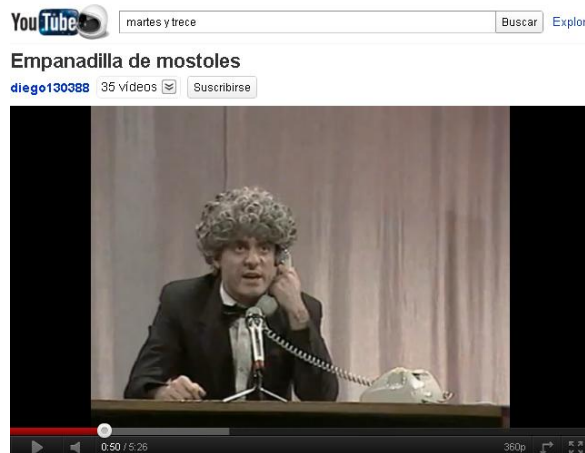 YouTube martes y trece Buscar Explor
Empanadilla de mostoles
diego130388 35 vídeos Suscribirse
0:50 / 5:26 360p